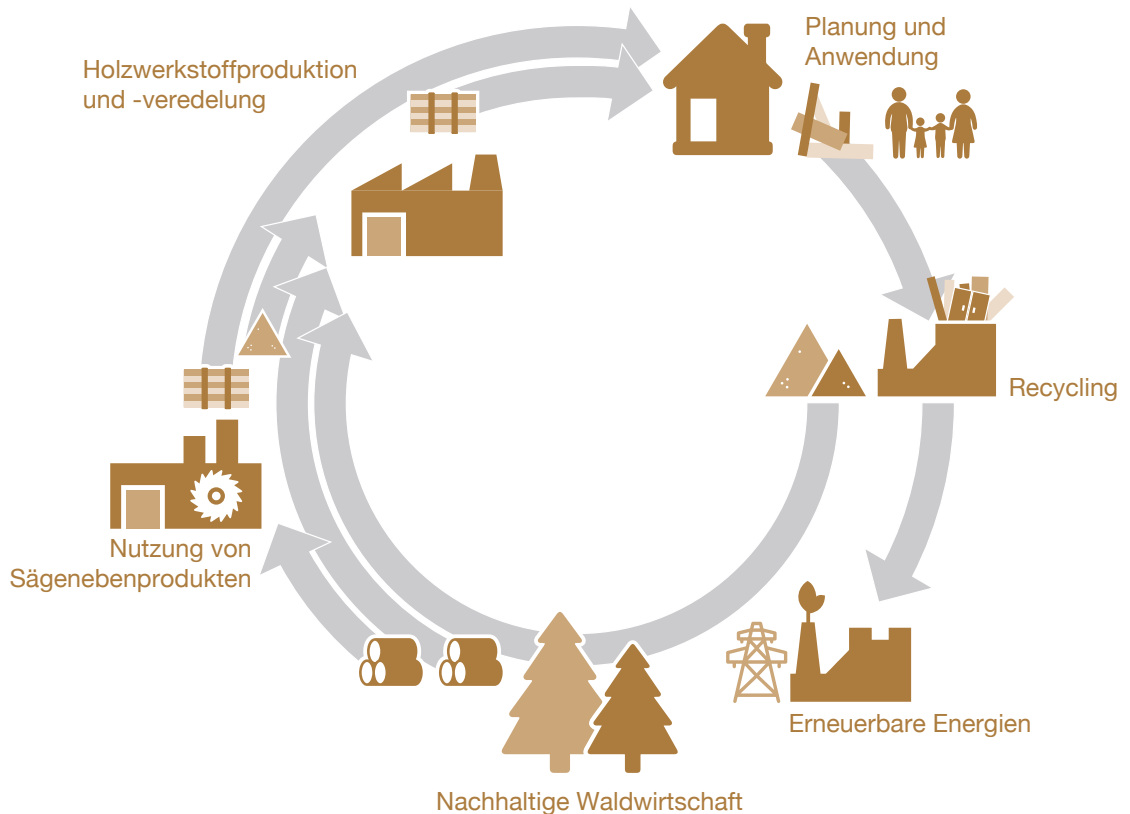 Planung und
Anwendung
Holzwerkstoffproduktion
und -veredelung
Recycling
Nutzung von
Sägenebenprodukten
Erneuerbare Energien
Nachhaltige Waldwirtschaft